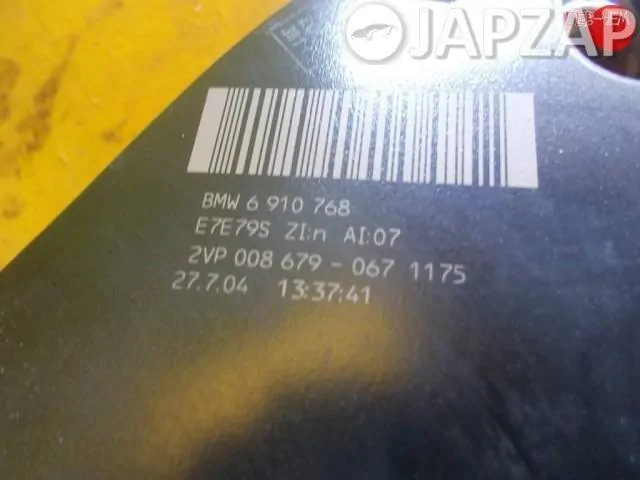 JAPZAP
BMW 6 910 768
E7E79S ZI:n AI:07
2VP 008 679 - 067 1175
27.7.04 13:37:41